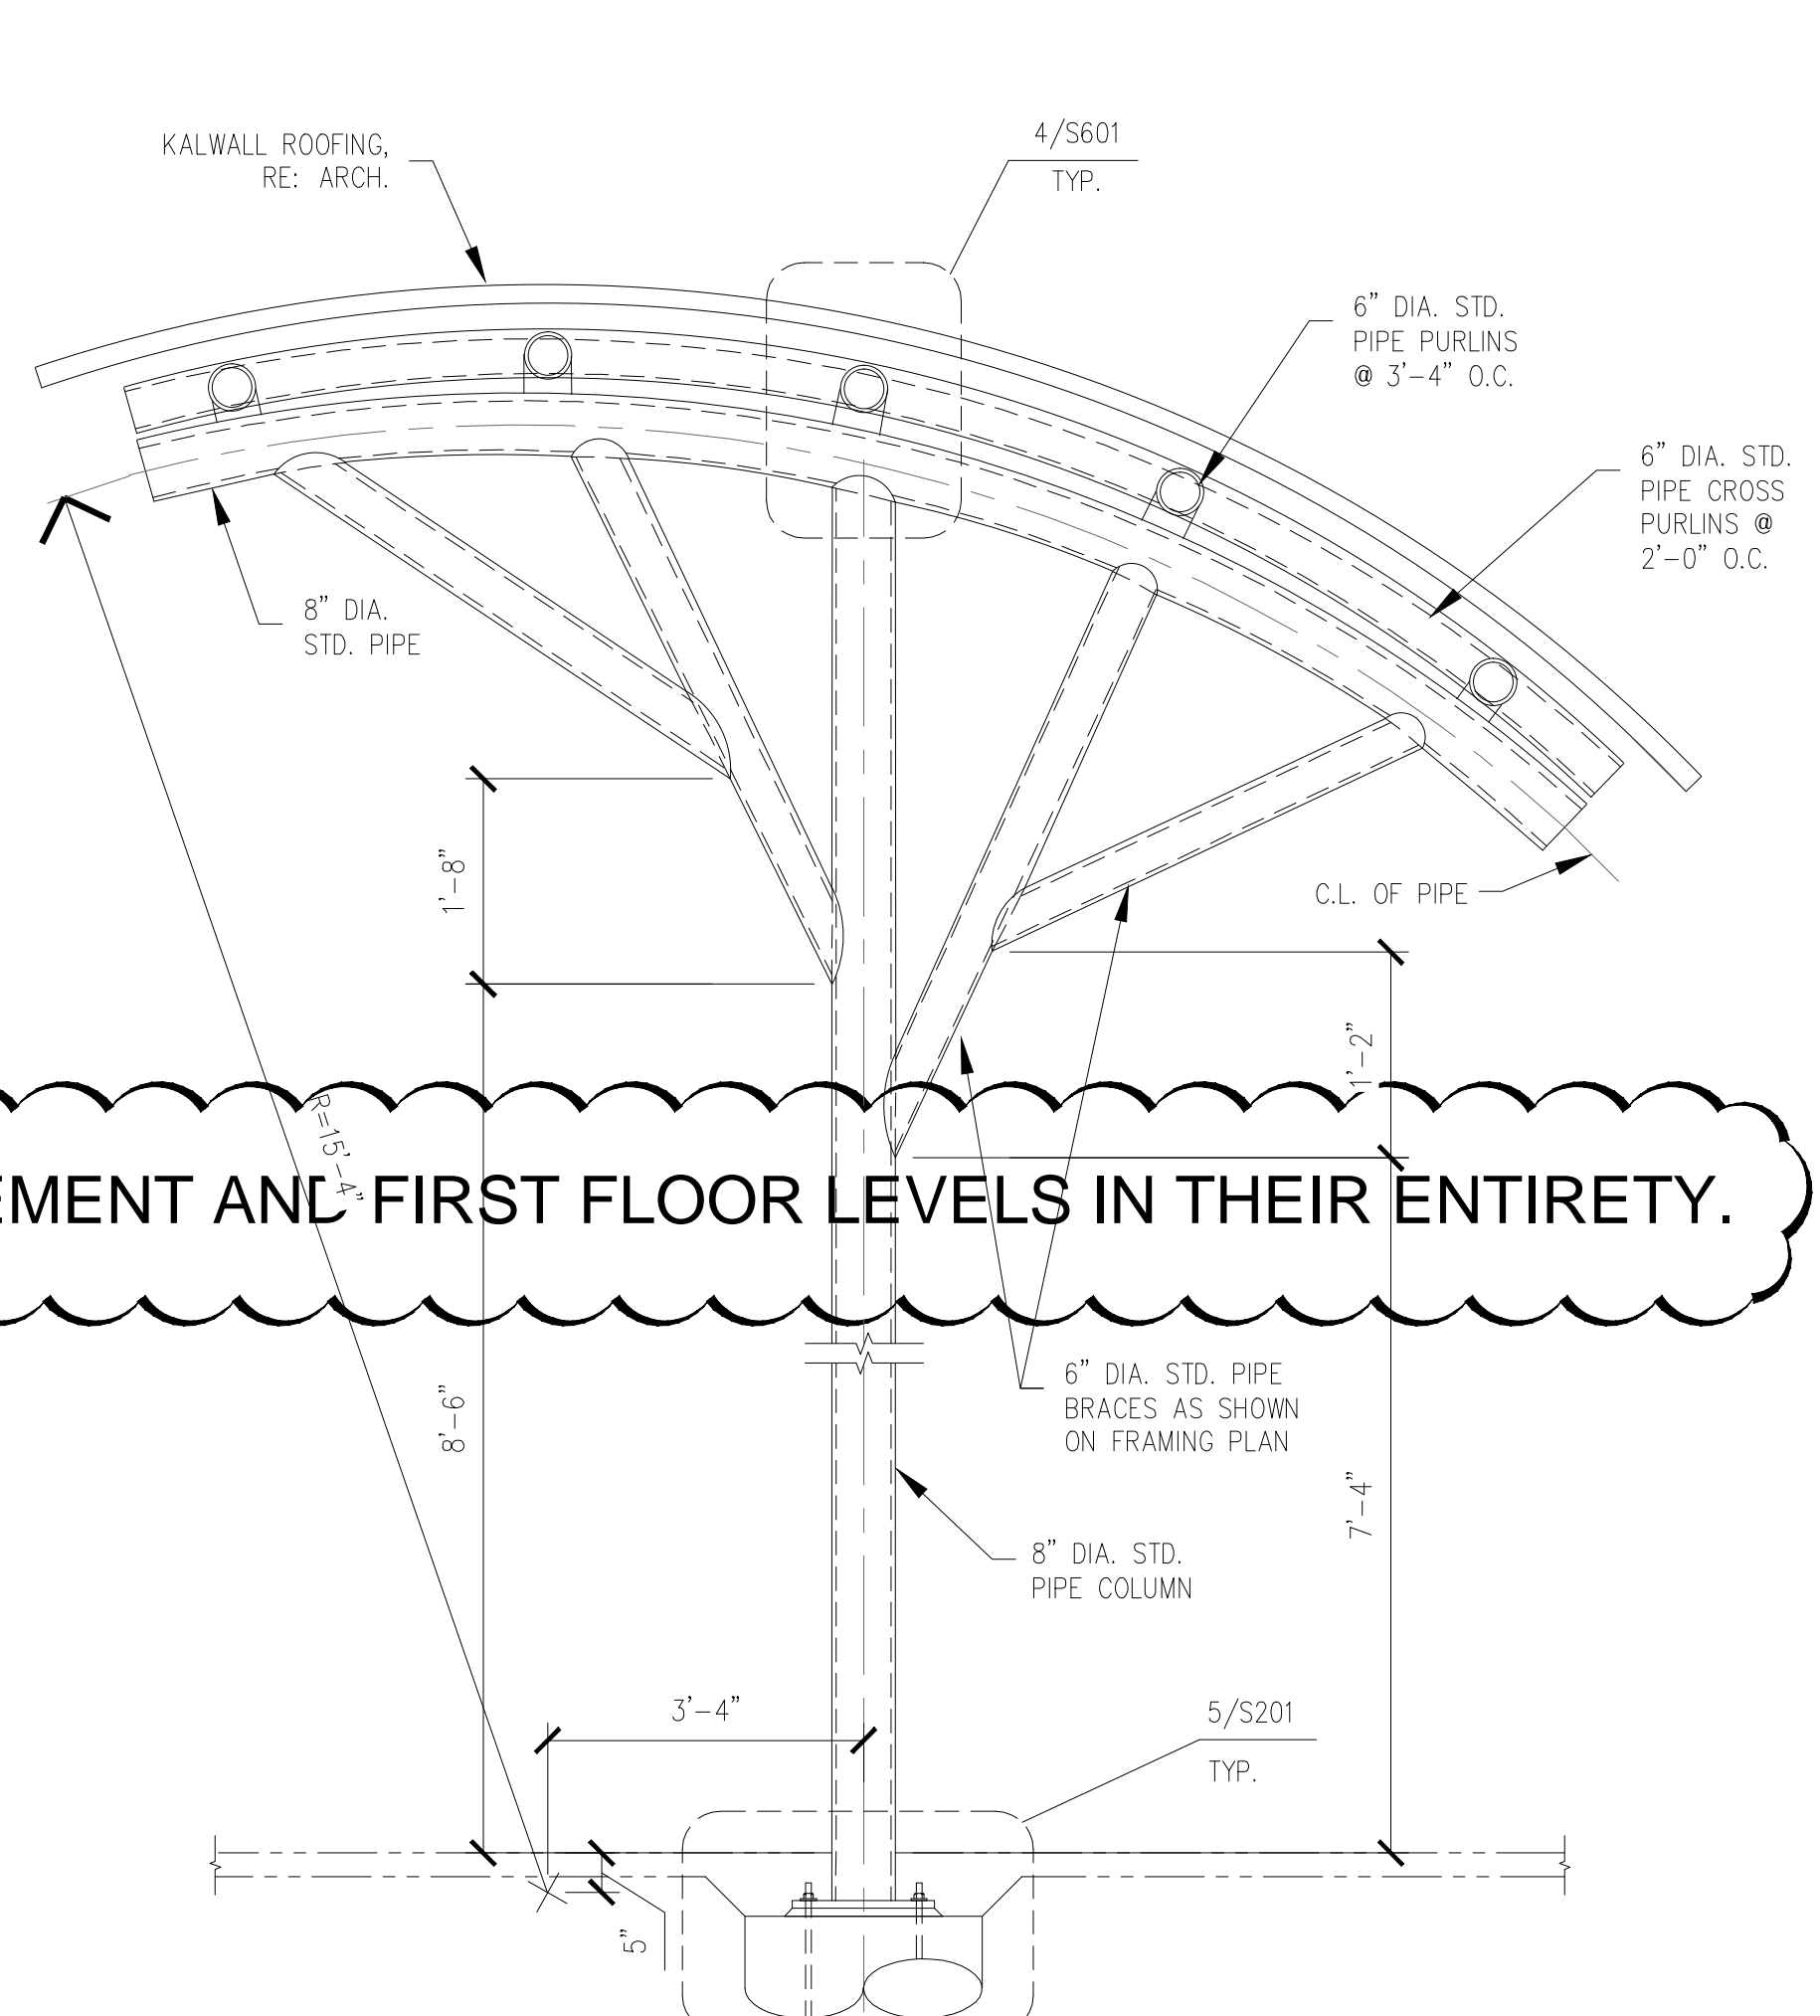 KALWALL ROOFING,
RE: ARCH.
4/S601
TYP.
6" DIA. STD.
PIPE PURLINS
@ 3'-4" O.C.
6" DIA. STD.
PIPE CROSS
PURLINS @
2'-0" O.C.
8" DIA.
STD. PIPE
1'-8"
C.L. OF PIPE
1'-2"
R=15'-4"
EMENT AND FIRST FLOOR LEVELS IN THEIR ENTIRETY.
8'-6"
6" DIA. STD. PIPE
BRACES AS SHOWN
ON FRAMING PLAN
7'-4"
8" DIA. STD.
PIPE COLUMN
3'-4"
5/S201
TYP.
5"